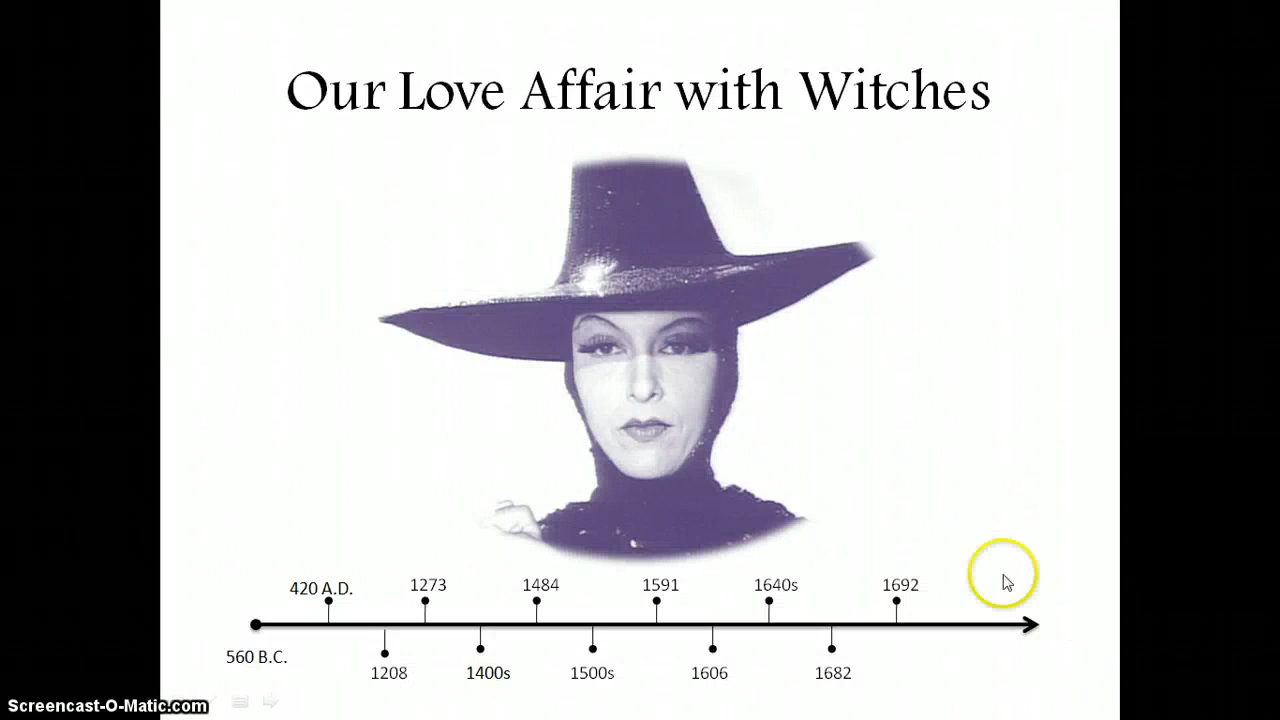 Our Love Affair with Witches
420 A.D. 1273 1484 1591 1640s 1692
560 B.C. 1208 1400s 1500s 1606 1682
Screencast-O-Matic.com